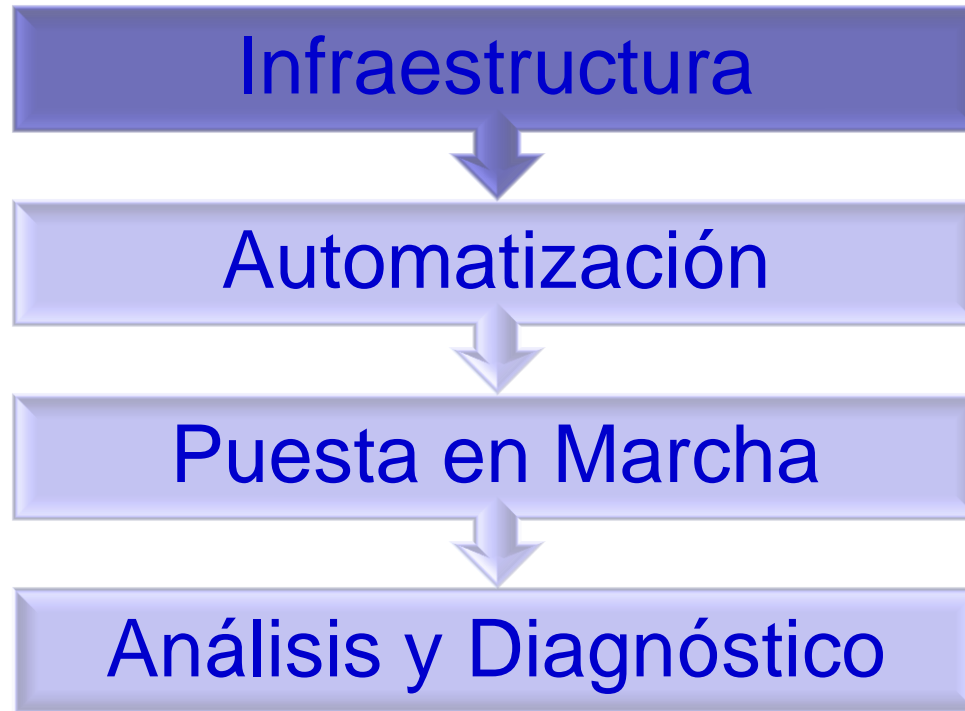 Infraestructura
Automatización
Puesta en Marcha
Análisis y Diagnóstico